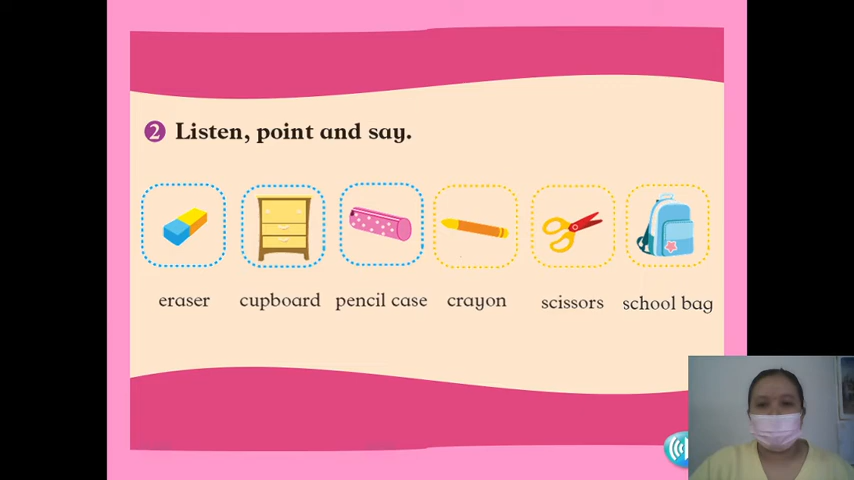 2 Listen, point and say.
eraser cupboard pencil case crayon scissors school bag